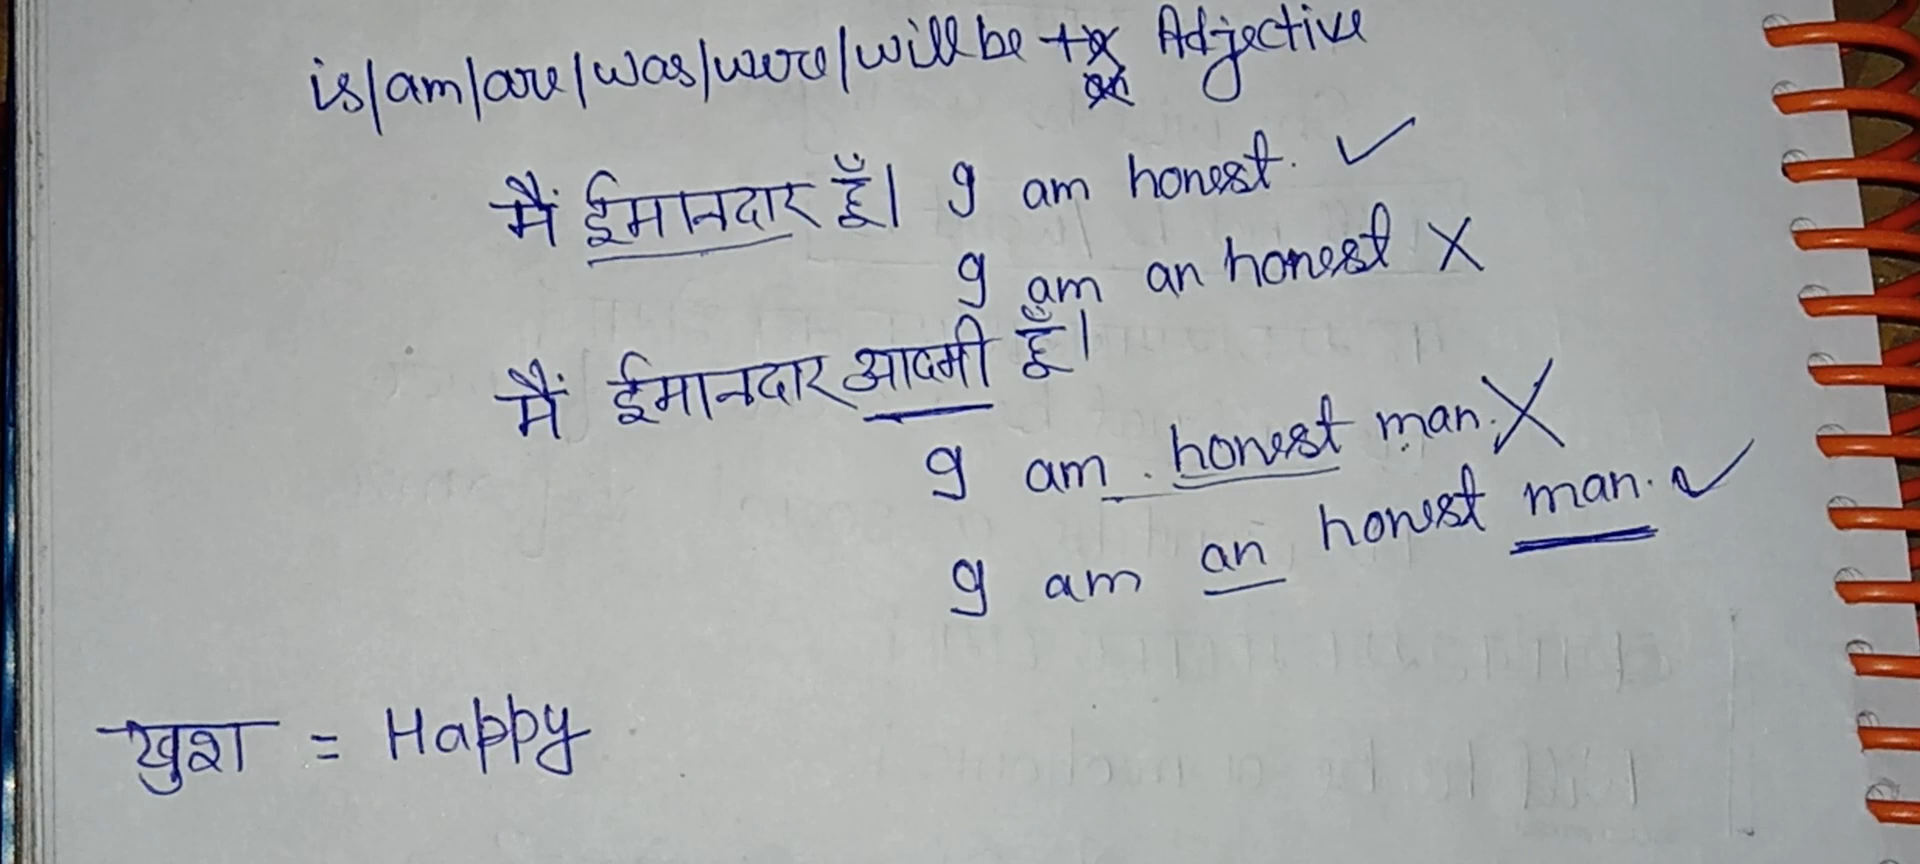 is/am/are/was/were/will be + Adjective
मैं ईमानदार हूँ। I am honest. ✓
I am an honest X
मैं ईमानदार आदमी हूँ।
I am honest man. X
I am an honest man. ✓
खुश = Happy